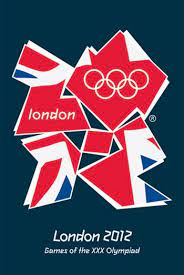 london
®
London 2012
Games of the XXX Olympiad